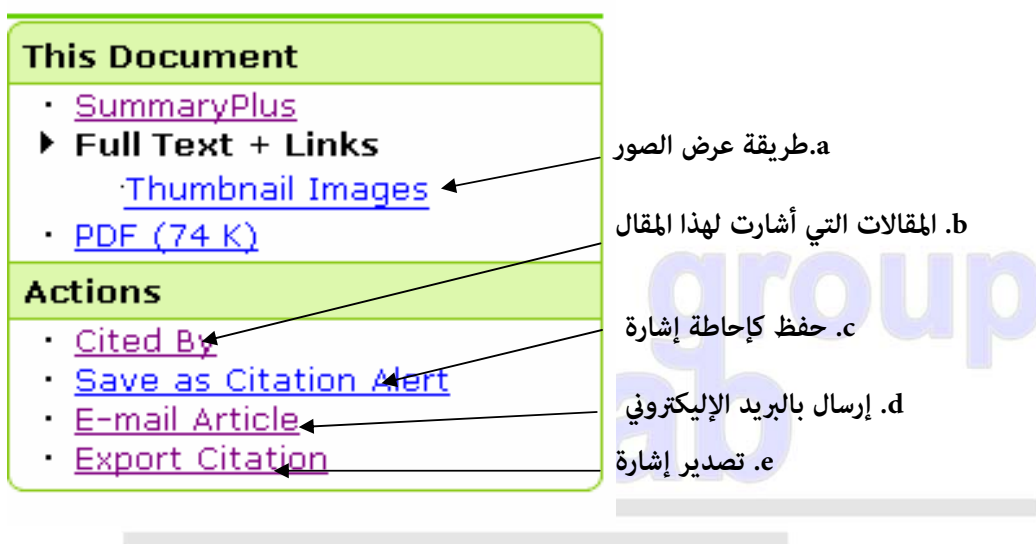 This Document
· SummaryPlus
Full Text + Links
·Thumbnail Images
· PDF (74 K)
Actions
· Cited By
· Save as Citation Alert
· E-mail Article
· Export Citation
a.طريقة عرض الصور
b. المقالات التي أشارت لهذا المقال
c. حفظ كإحاطة إشارة
d. إرسال بالبريد الإليكتروني
e. تصدير إشارة
group
ab